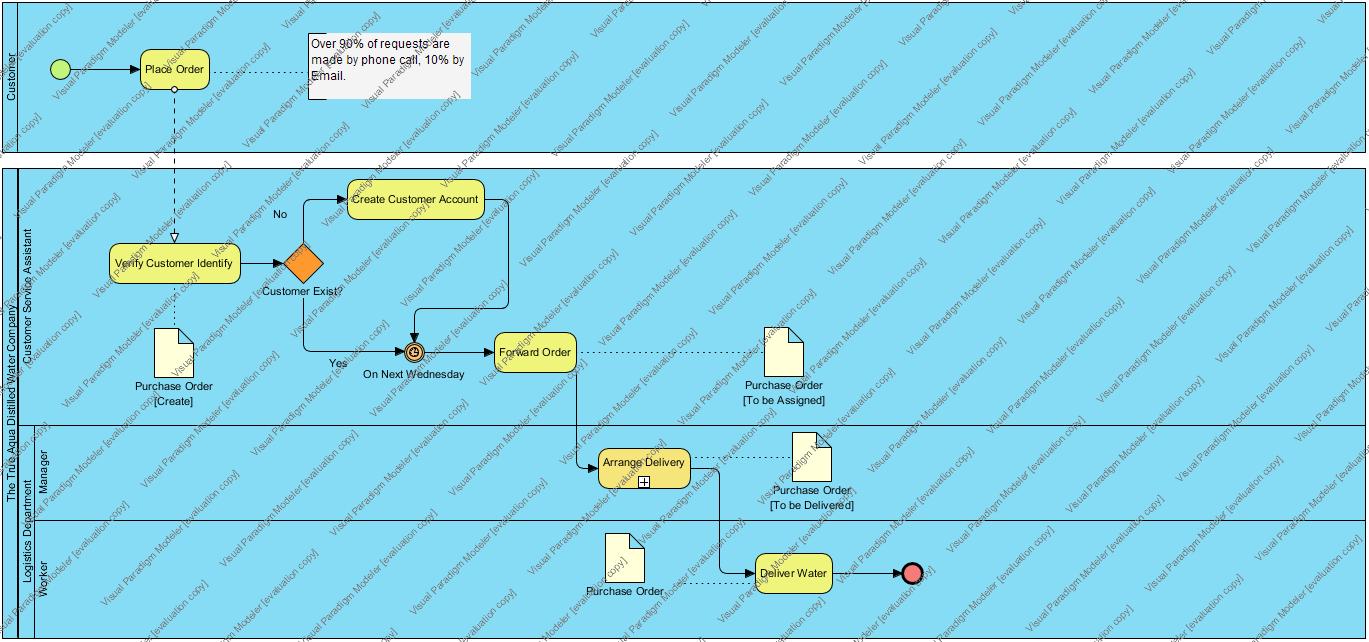 Customer
Place Order
Over 90% of requests are
made by phone call, 10% by
Email.
The True Aqua Distilled Water Company
Customer Service Assistant
No
Create Customer Account
Verify Customer Identify
Customer Exist?
Yes
On Next Wednesday
Forward Order
Purchase Order
[Create]
Purchase Order
[To be Assigned]
Logistics Department
Manager
Arrange Delivery
Purchase Order
[To be Delivered]
Worker
Purchase Order
Deliver Water
Visual Paradigm Modeler [evaluation copy]